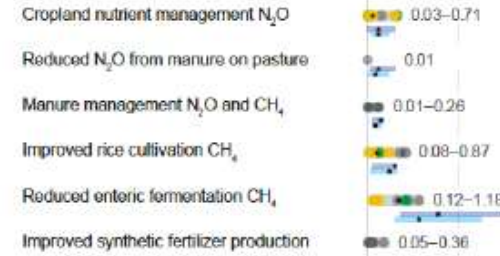 Cropland nutrient management N₂O 0.03–0.71
Reduced N₂O from manure on pasture 0.01
Manure management N₂O and CH₄ 0.01–0.26
Improved rice cultivation CH₄ 0.08–0.87
Reduced enteric fermentation CH₄ 0.12–1.18
Improved synthetic fertilizer production 0.05–0.36